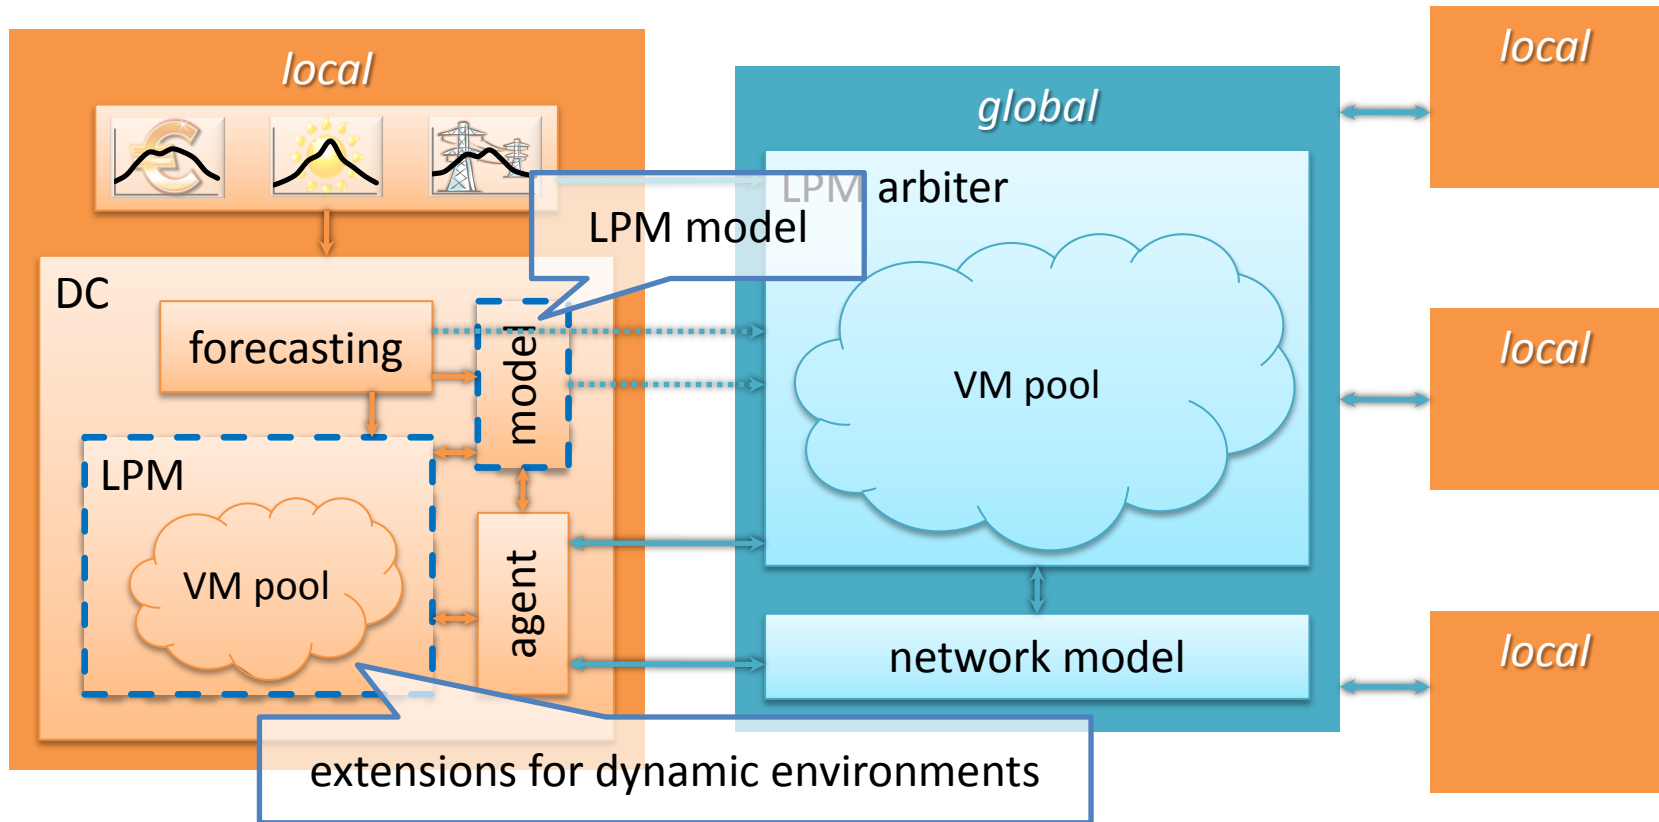 local
global
local
LPM arbiter
LPM model
DC
forecasting
model
VM pool
local
LPM
VM pool
agent
network model
local
extensions for dynamic environments